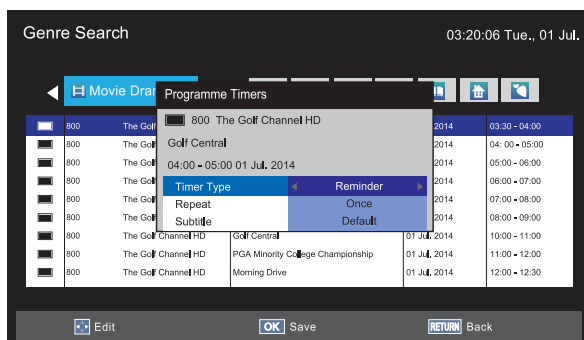 Genre Search
03:20:06 Tue., 01 Jul.
Movie Drar
Programme Timers
800 The Golf Channel HD
Golf Central
04:00 - 05:00 01 Jul. 2014
Timer Type Reminder
Repeat Once
Subtitle Default
800 The Golf 2014 03:30 - 04:00
800 The Golf 2014 04: 00 - 05:00
800 The Golf 2014 05:00 - 06:00
800 The Golf 2014 06:00 - 07:00
800 The Golf 2014 07:00 - 08:00
800 The Golf 2014 08:00 - 09:00
800 The Golf Channel HD Golf Central 01 Jul. 2014 10:00 - 11:00
800 The Golf Channel HD PGA Minority College Championship 01 Jul. 2014 11:00 - 12:00
800 The Golf Channel HD Morning Drive 01 Jul. 2014 12:00 - 12:30
Edit OK Save RETURN Back